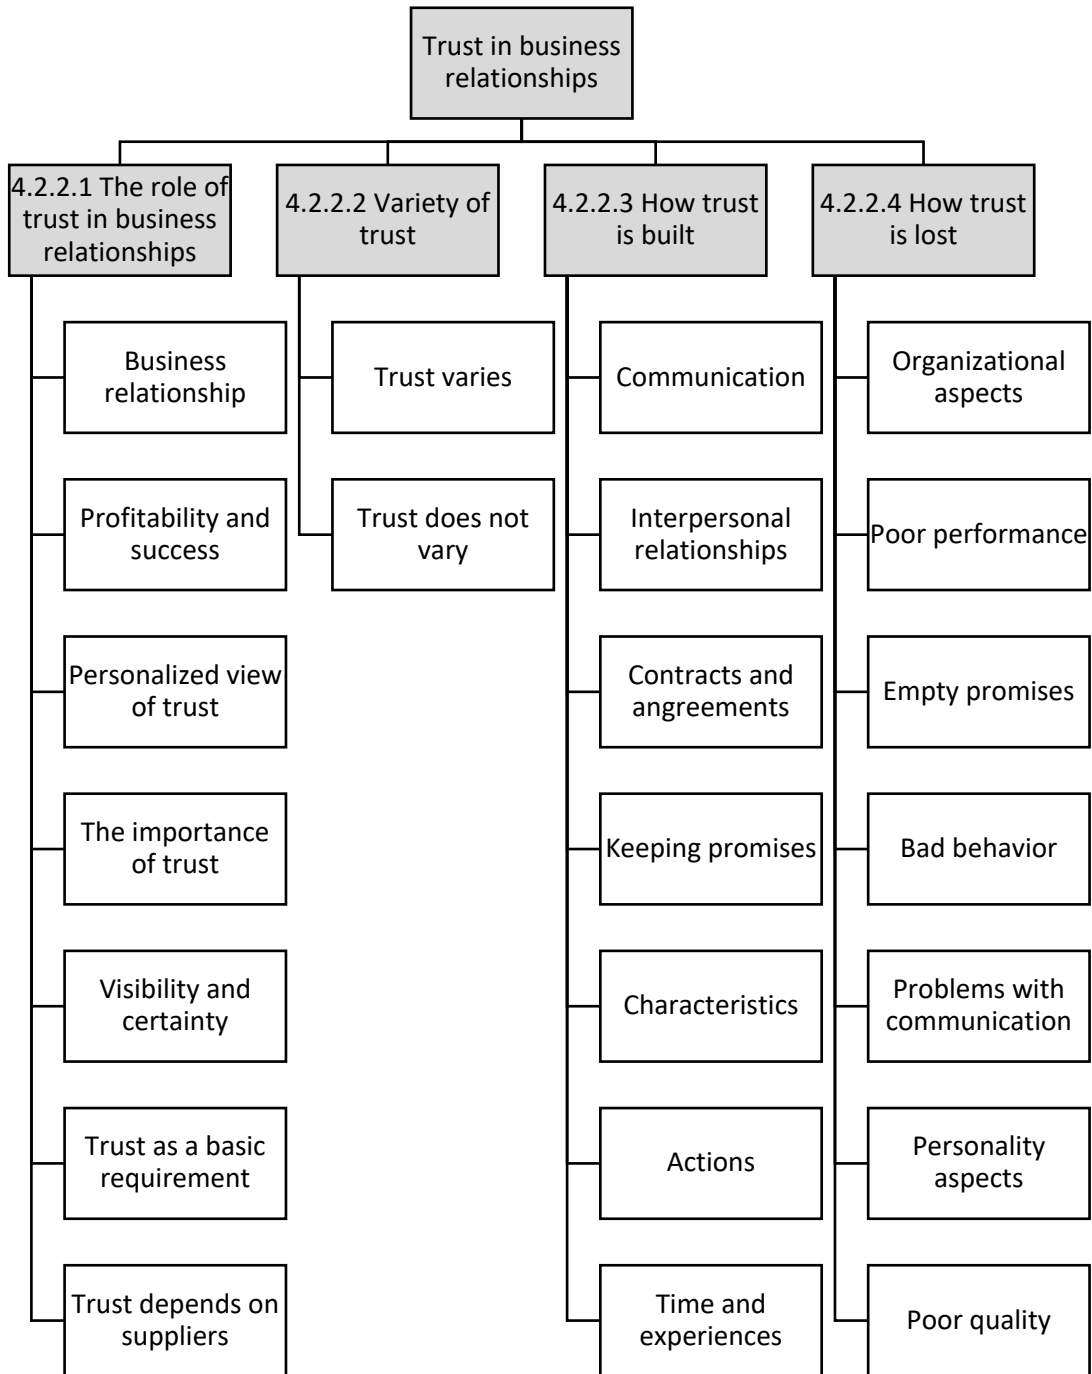 Trust in business
relationships
4.2.2.1 The role of
trust in business
relationships
4.2.2.2 Variety of
trust
4.2.2.3 How trust
is built
4.2.2.4 How trust
is lost
Business
relationship
Profitability and
success
Personalized view
of trust
The importance
of trust
Visibility and
certainty
Trust as a basic
requirement
Trust depends on
suppliers
Trust varies
Trust does not
vary
Communication
Interpersonal
relationships
Contracts and
angreements
Keeping promises
Characteristics
Actions
Time and
experiences
Organizational
aspects
Poor performance
Empty promises
Bad behavior
Problems with
communication
Personality
aspects
Poor quality